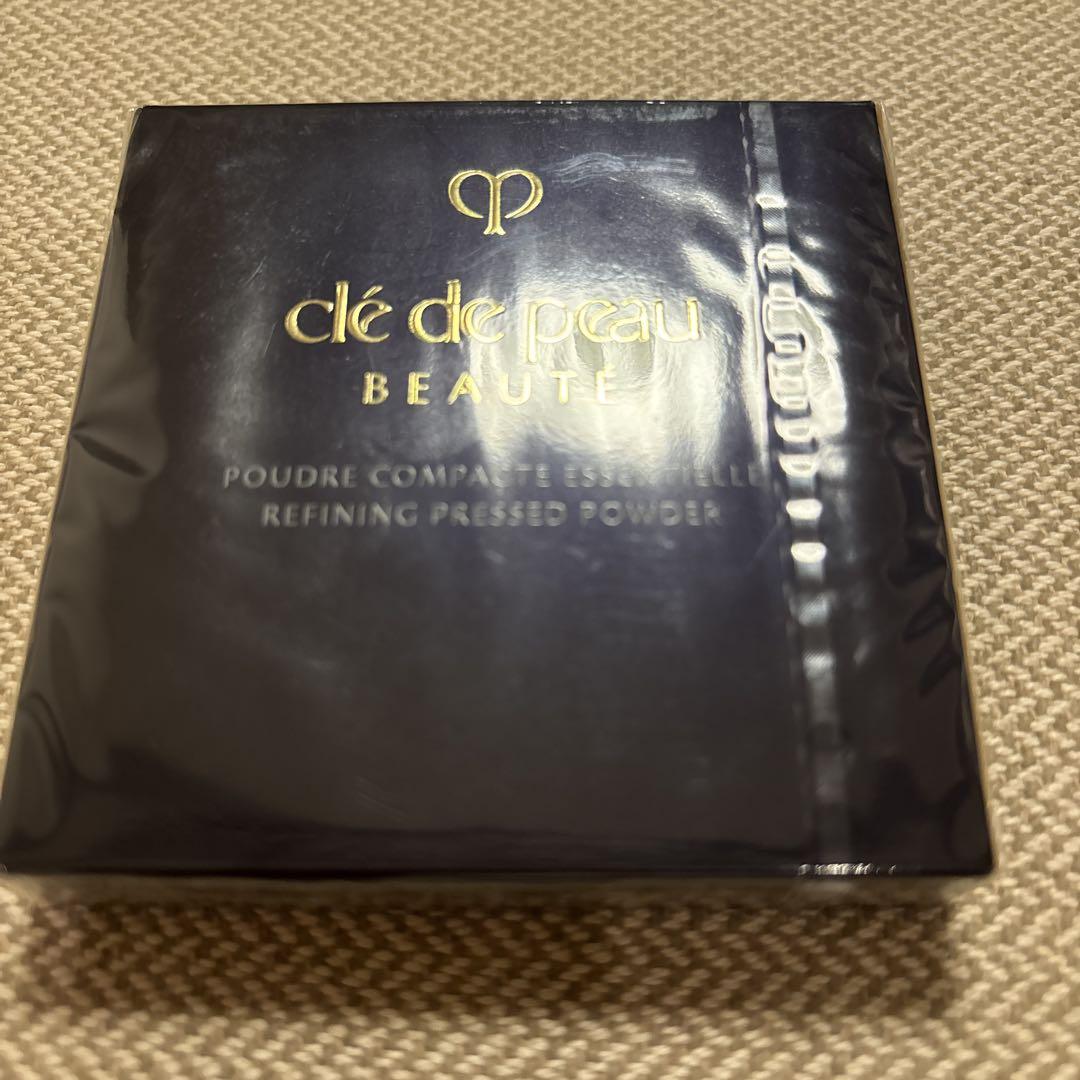 clé de peau
BEAUTÉ
POUDRE COMPACTE ESSENTIELLE
REFINING PRESSED POWDER